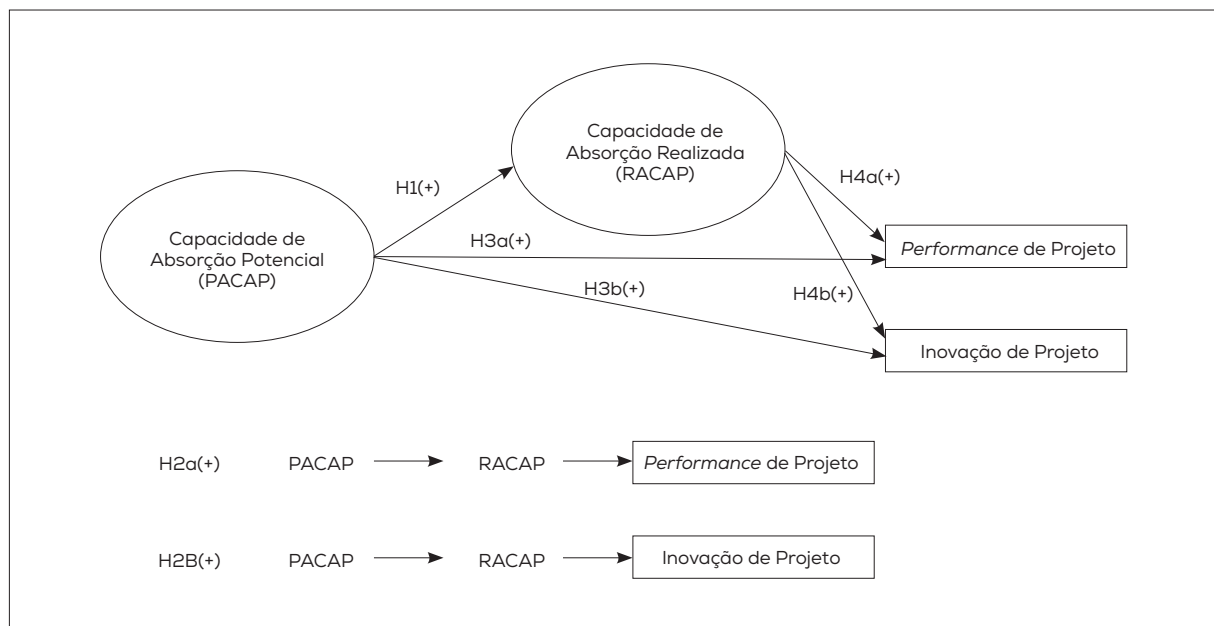 Capacidade de
Absorção Realizada
(RACAP)
H1(+)
H4a(+)
Capacidade de
Absorção Potencial
(PACAP)
H3a(+)
Performance de Projeto
H3b(+)
H4b(+)
Inovação de Projeto
H2a(+) PACAP RACAP Performance de Projeto
H2B(+) PACAP RACAP Inovação de Projeto